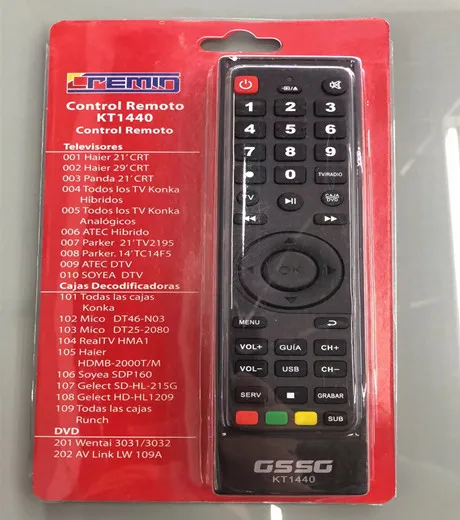 CREMIN
Control Remoto
KT1440
Control Remoto
Televisores
001 Haier 21' CRT
002 Haier 29' CRT
003 Panda 21' CRT
004 Todos los TV Konka
Híbridos
005 Todos los TV Konka
Analógicos
006 ATEC Hibrido
007 Parker 21'TV2195
008 Parker. 14'TC14F5
009 ATEC DTV
010 SOYEA DTV
Cajas Decodificadoras
101 Todas las cajas
Konka
102 Mico DT46-N03
103 Mico DT25-2080
104 RealTV HMA1
105 Haier
HDMB-2000T/M
106 Soyea SDP160
107 Gelect SD-HL-215G
108 Gelect HD-HL1209
109 Todas las cajas
Runch
DVD
201 Wentai 3031/3032
202 AV Link LW 109A
1 2 3
4 5 6
7 8 9
0 TV/RADIO
TV CAJA
DVD
OK
MENU
VOL+ GUÍA CH+
VOL− USB CH−
SERV GRABAR
SUB
GSSG
KT1440